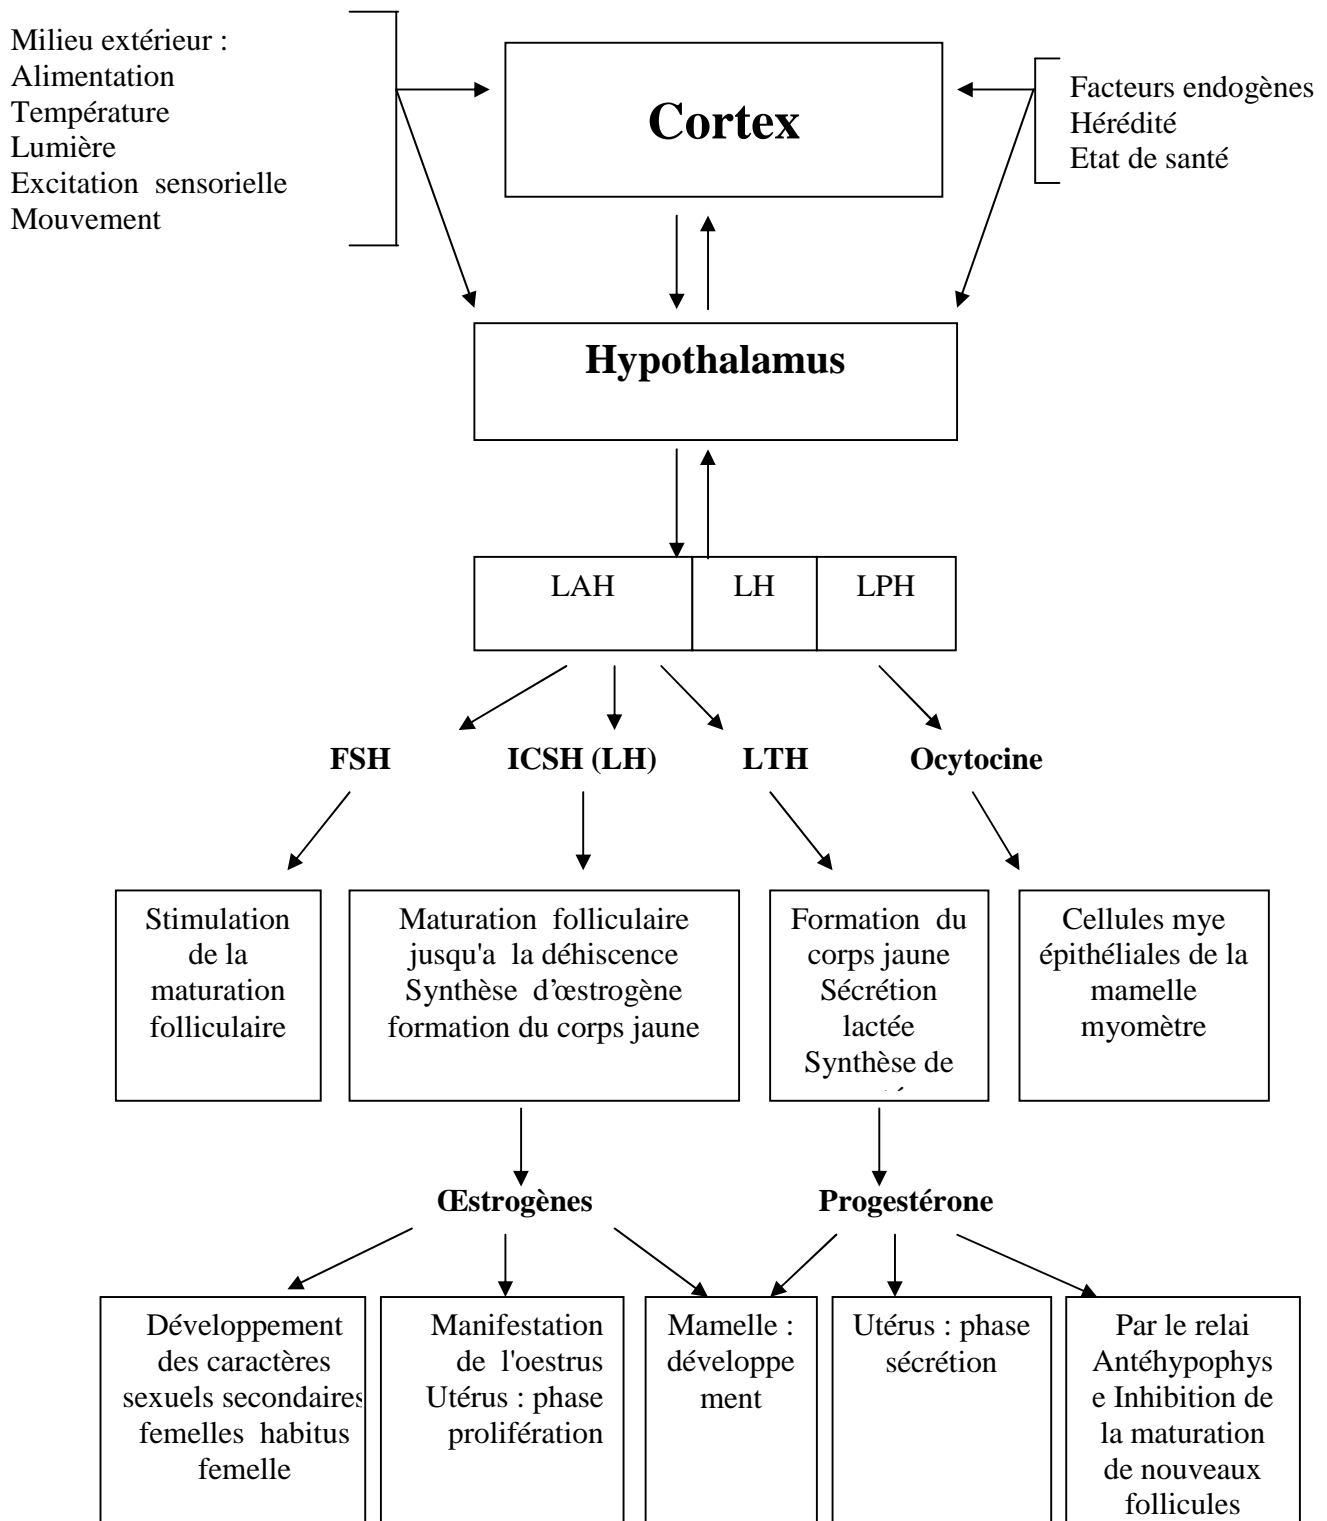 Milieu extérieur :
Alimentation
Température
Lumière
Excitation sensorielle
Mouvement
Cortex
Facteurs endogènes
Hérédité
Etat de santé
Hypothalamus
LAH
LH
LPH
FSH
ICSH (LH)
LTH
Ocytocine
Stimulation
de la
maturation
folliculaire
Maturation folliculaire
jusqu'a la déhiscence
Synthèse d’œstrogène
formation du corps jaune
Formation du
corps jaune
Sécrétion
lactée
Synthèse de
Cellules mye
épithéliales de la
mamelle
myomètre
Œstrogènes
Progestérone
Développement
des caractères
sexuels secondaires
femelles habitus
femelle
Manifestation
de l'oestrus
Utérus : phase
prolifération
Mamelle :
développe
ment
Utérus : phase
sécrétion
Par le relai
Antéhypophys
e Inhibition de
la maturation
de nouveaux
follicules